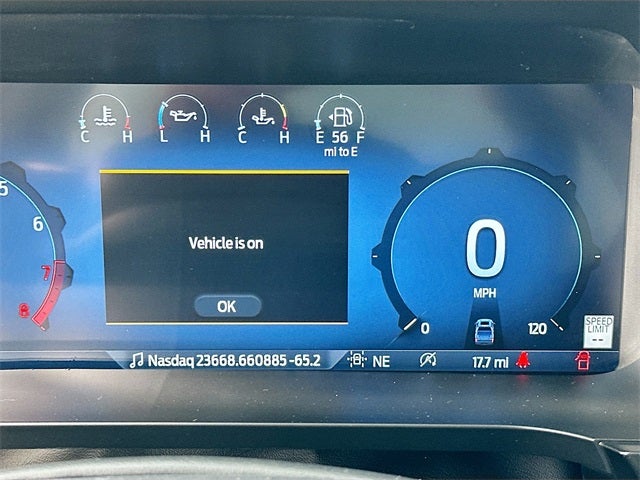 C H L H C H E 56 F
mi to E
5
6
7
8
Vehicle is on
OK
0
MPH
0 120
SPEED
LIMIT
--
Nasdaq 23668.660885 -65.2 NE 17.7 mi